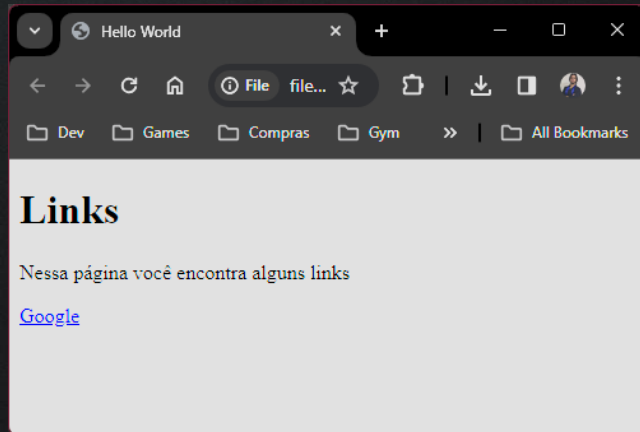 Hello World
File file...
Dev Games Compras Gym All Bookmarks
Links
Nessa página você encontra alguns links
Google